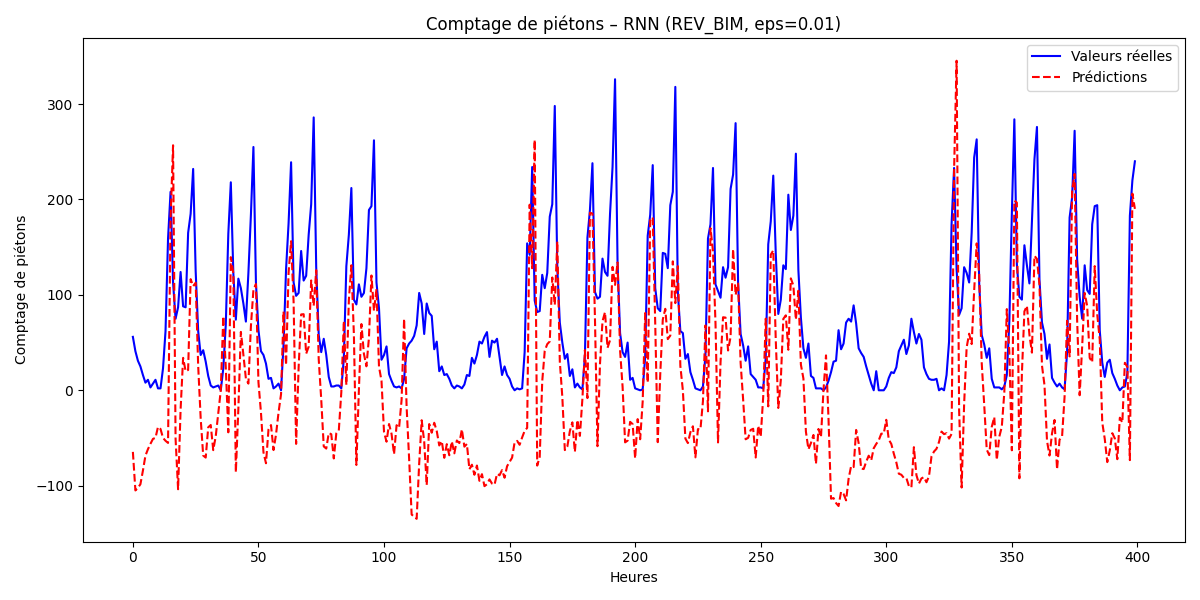 Comptage de piétons – RNN (REV_BIM, eps=0.01)
Valeurs réelles
Prédictions
Comptage de piétons
300
200
100
0
−100
0 50 100 150 200 250 300 350 400
Heures